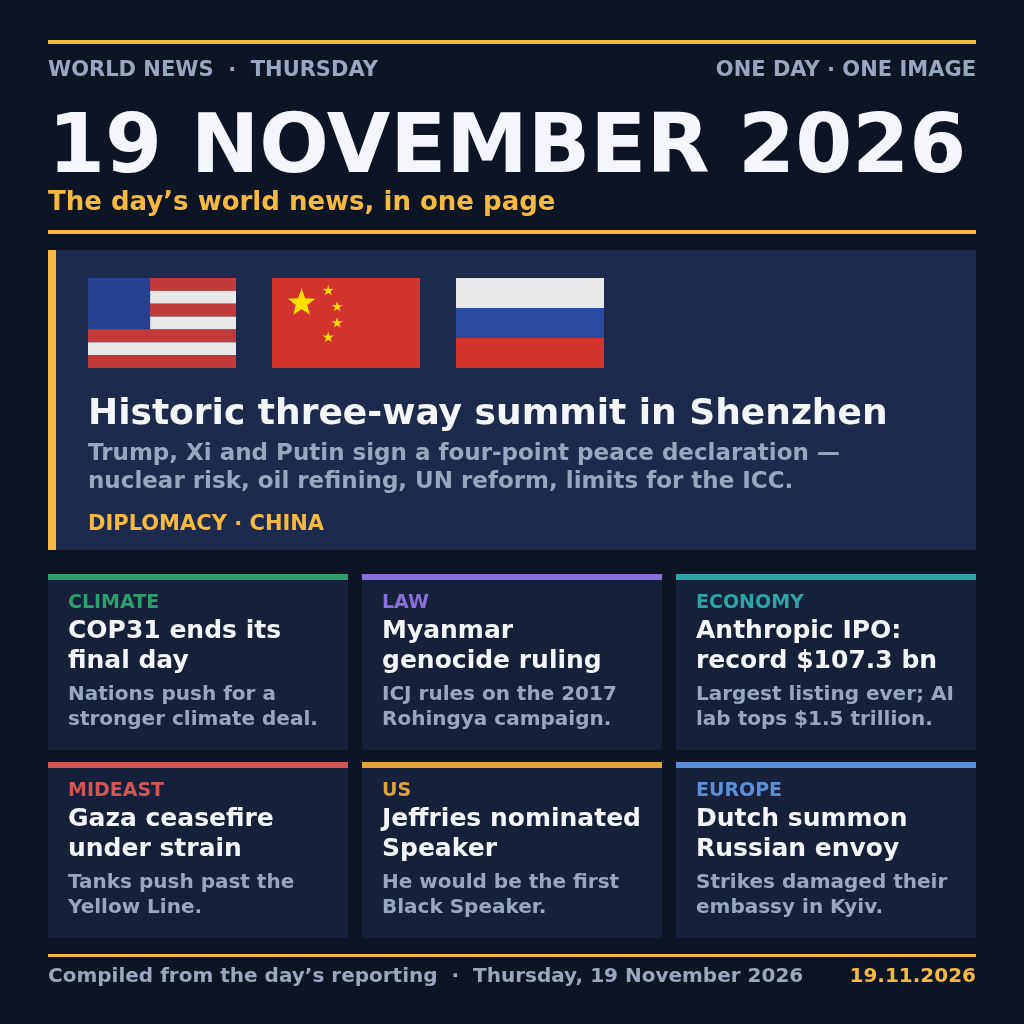 WORLD NEWS · THURSDAY
ONE DAY · ONE IMAGE
19 NOVEMBER 2026
The day’s world news, in one page
Historic three-way summit in Shenzhen
Trump, Xi and Putin sign a four-point peace declaration —
nuclear risk, oil refining, UN reform, limits for the ICC.
DIPLOMACY · CHINA
CLIMATE
COP31 ends its
final day
Nations push for a
stronger climate deal.
LAW
Myanmar
genocide ruling
ICJ rules on the 2017
Rohingya campaign.
ECONOMY
Anthropic IPO:
record $107.3 bn
Largest listing ever; AI
lab tops $1.5 trillion.
MIDEAST
Gaza ceasefire
under strain
Tanks push past the
Yellow Line.
US
Jeffries nominated
Speaker
He would be the first
Black Speaker.
EUROPE
Dutch summon
Russian envoy
Strikes damaged their
embassy in Kyiv.
Compiled from the day’s reporting · Thursday, 19 November 2026
19.11.2026